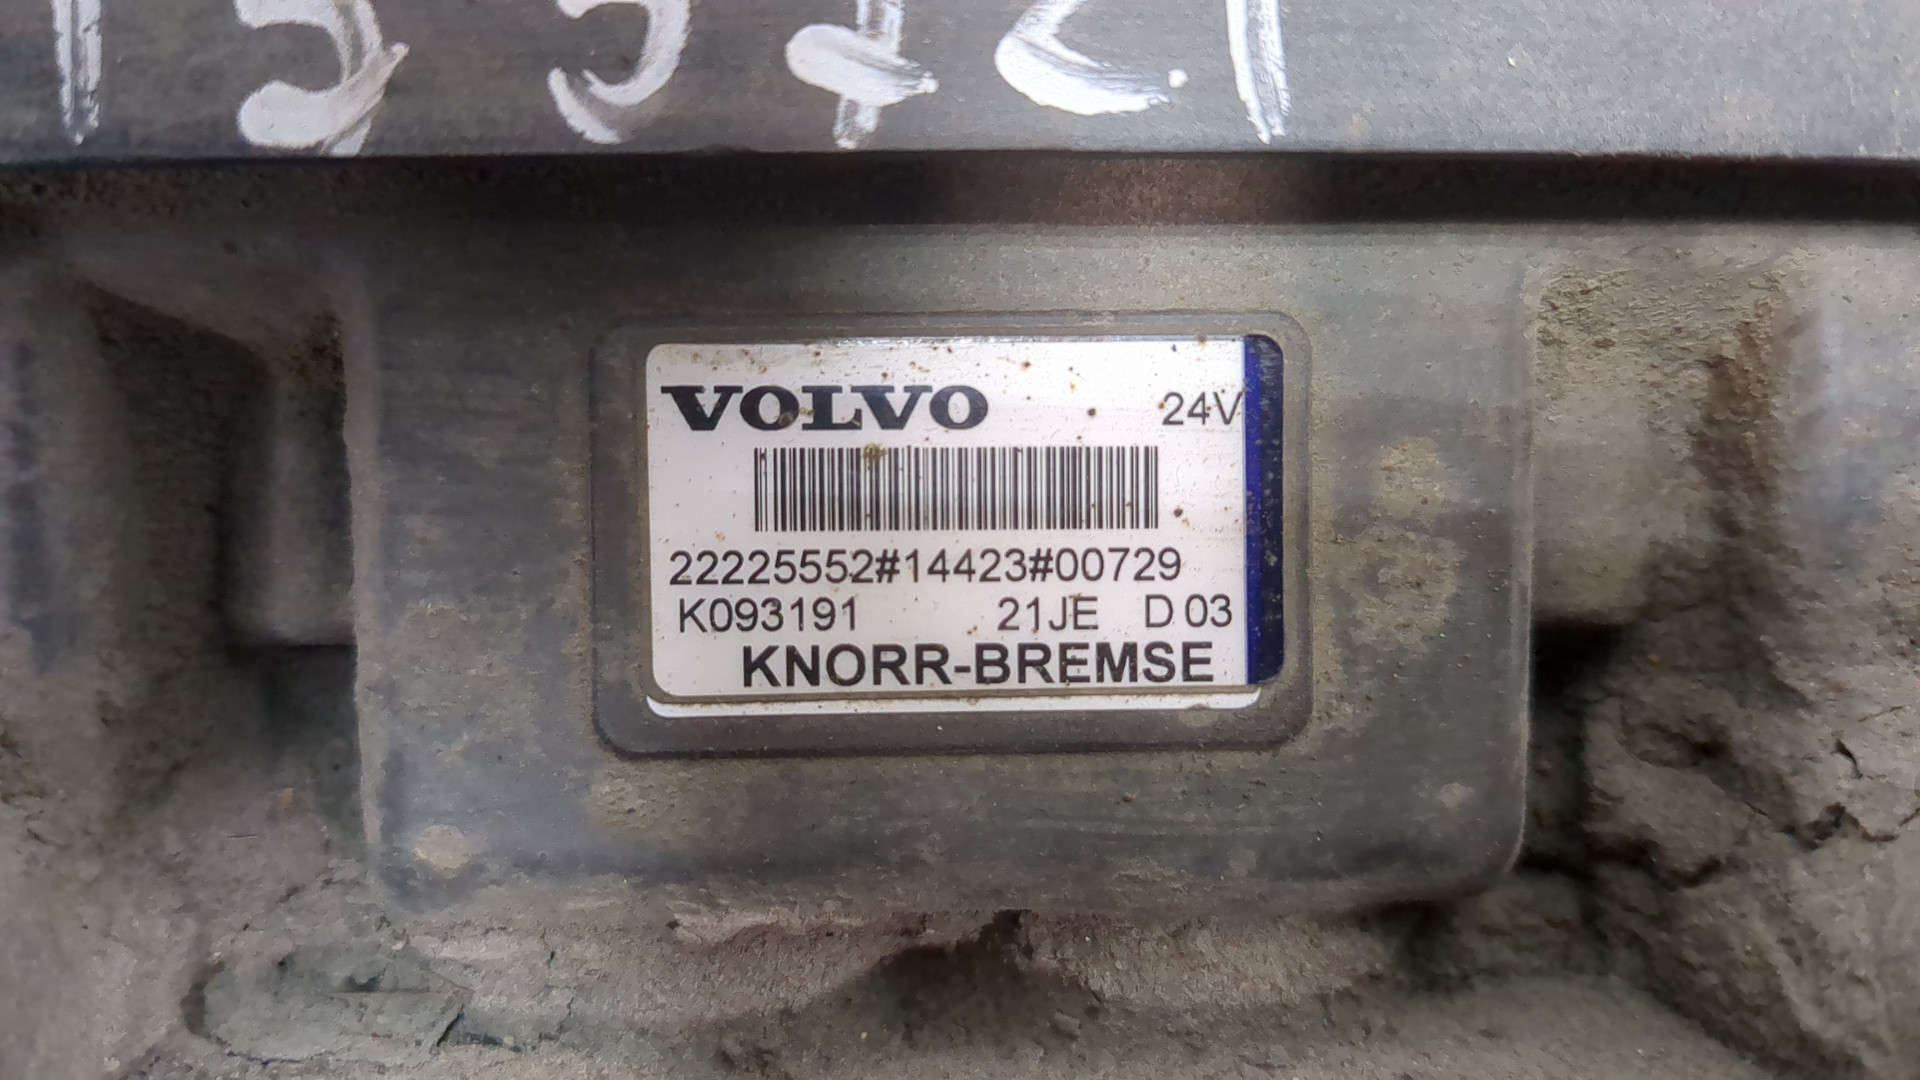 VOLVO 24V
22225552#14423#00729
K093191 21JE D 03
KNORR-BREMSE